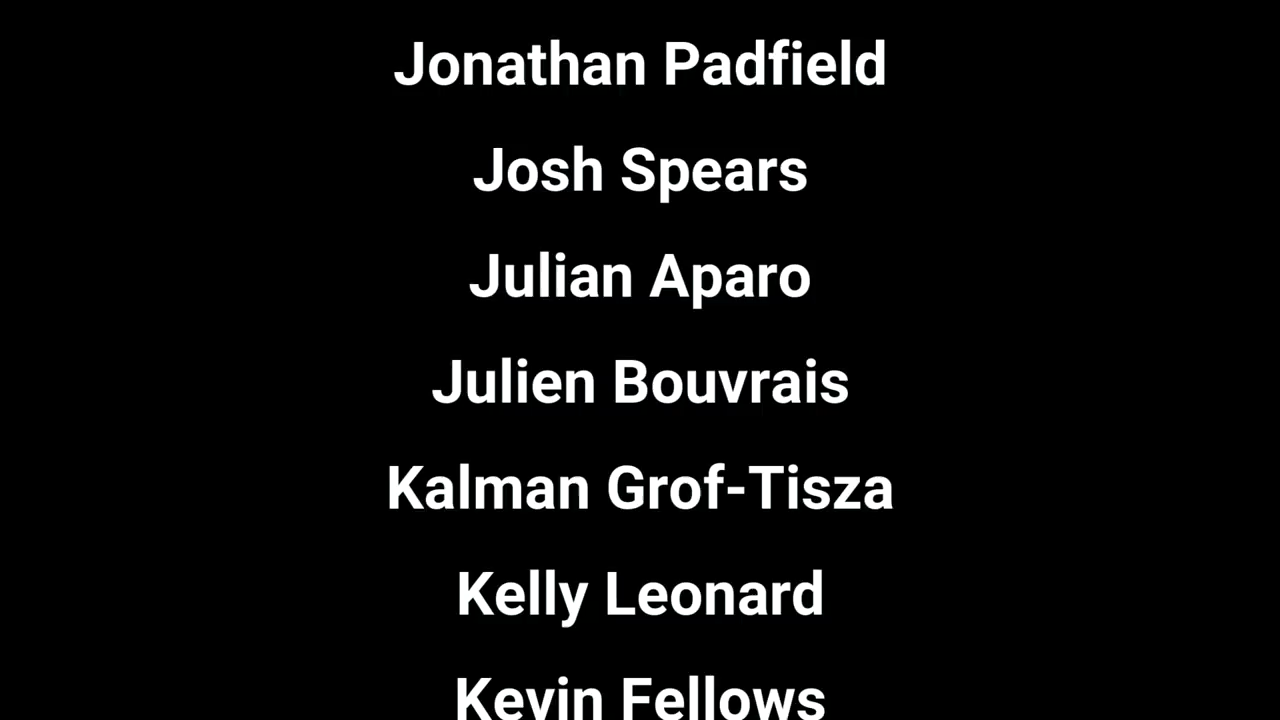 Jonathan Padfield
Josh Spears
Julian Aparo
Julien Bouvrais
Kalman Grof-Tisza
Kelly Leonard
Kevin Fellows